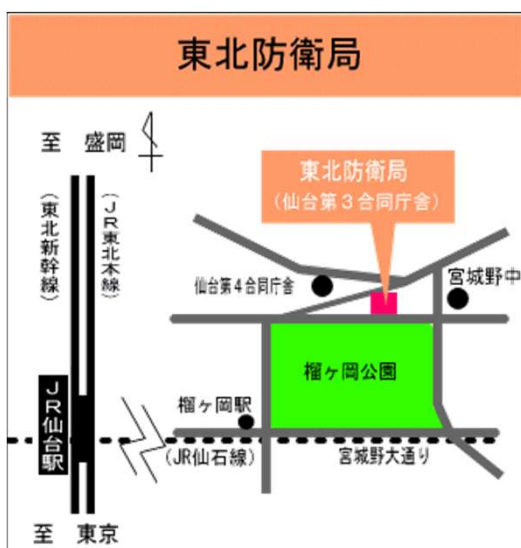 東北防衛局
至 盛岡
(東北新幹線)
(JR東北本線)
東北防衛局
(仙台第3合同庁舎)
仙台第4合同庁舎
宮城野中
榴ヶ岡公園
JR仙台駅
榴ヶ岡駅
(JR仙石線)
宮城野大通り
至 東京